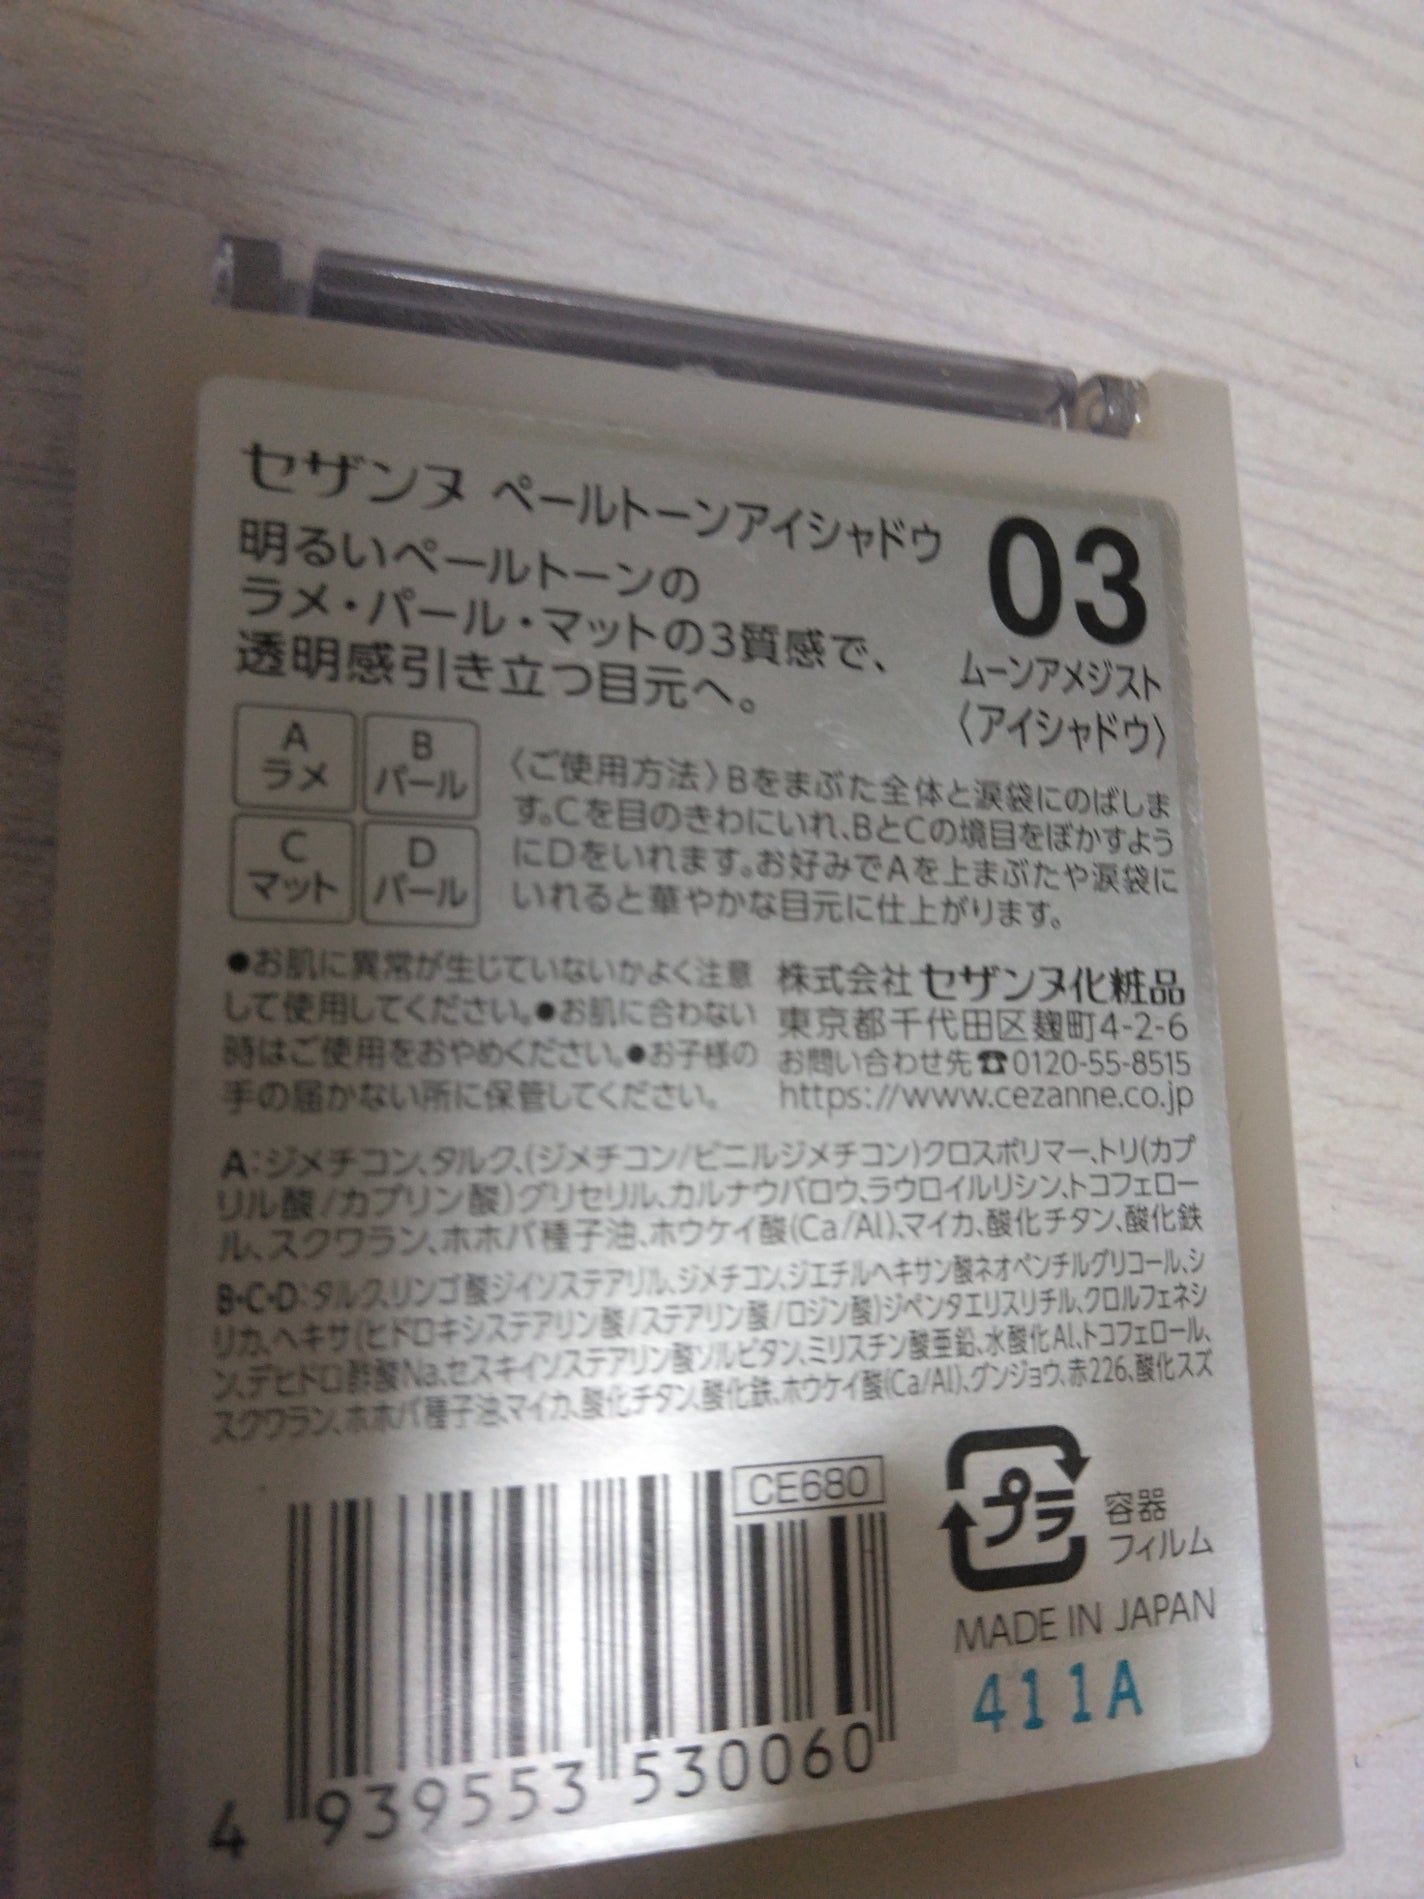 セザンヌ ペールトーンアイシャドウ
明るいペールトーンの
ラメ・パール・マットの3質感で、
透明感引き立つ目元へ。
03
ムーンアメジスト
〈アイシャドウ〉
A
ラメ
B
パール
C
マット
D
パール
〈ご使用方法〉Bをまぶた全体と涙袋にのばしま
す。Cを目のきわにいれ、BとCの境目をぼかすよう
にDをいれます。お好みでAを上まぶたや涙袋に
いれると華やかな目元に仕上がります。
●お肌に異常が生じていないかよく注意
して使用してください。●お肌に合わない
時はご使用をおやめください。●お子様の
手の届かない所に保管してください。
株式会社 セザンヌ化粧品
東京都千代田区麹町4-2-6
お問い合わせ先☎0120-55-8515
https://www.cezanne.co.jp
A:ジメチコン、タルク、(ジメチコン/ビニルジメチコン)クロスポリマー、トリ(カプ
リル酸/カプリン酸)グリセリル、カルナウバロウ、ラウロイルリシン、トコフェロー
ル、スクワラン、ホホバ種子油、ホウケイ酸(Ca/Al)、マイカ、酸化チタン、酸化鉄
B・C・D:タルク、リンゴ酸ジイソステアリル、ジメチコン、ジエチルヘキサン酸ネオペンチルグリコール、シ
リカ、ヘキサ(ヒドロキシステアリン酸/ステアリン酸/ロジン酸)ジペンタエリスリチル、クロルフェネシ
ン、デヒドロ酢酸Na、セスキイソステアリン酸ソルビタン、ミリスチン酸亜鉛、水酸化Al、トコフェロール、
スクワラン、ホホバ種子油、マイカ、酸化チタン、酸化鉄、ホウケイ酸(Ca/Al)、グンジョウ、赤226、酸化スズ
CE680
プラ
容器
フィルム
MADE IN JAPAN
411A
4 939553 530060